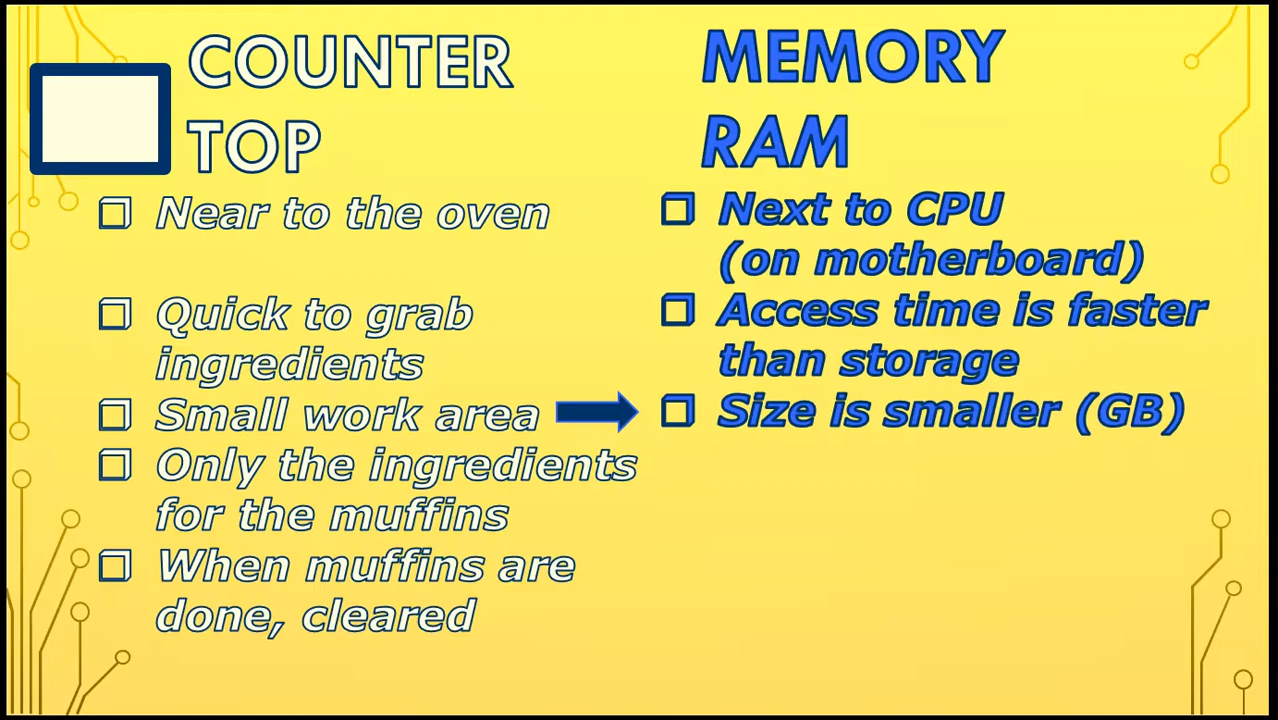 COUNTER
TOP
Near to the oven
Quick to grab
ingredients
Small work area
Only the ingredients
for the muffins
When muffins are
done, cleared
MEMORY
RAM
Next to CPU
(on motherboard)
Access time is faster
than storage
Size is smaller (GB)